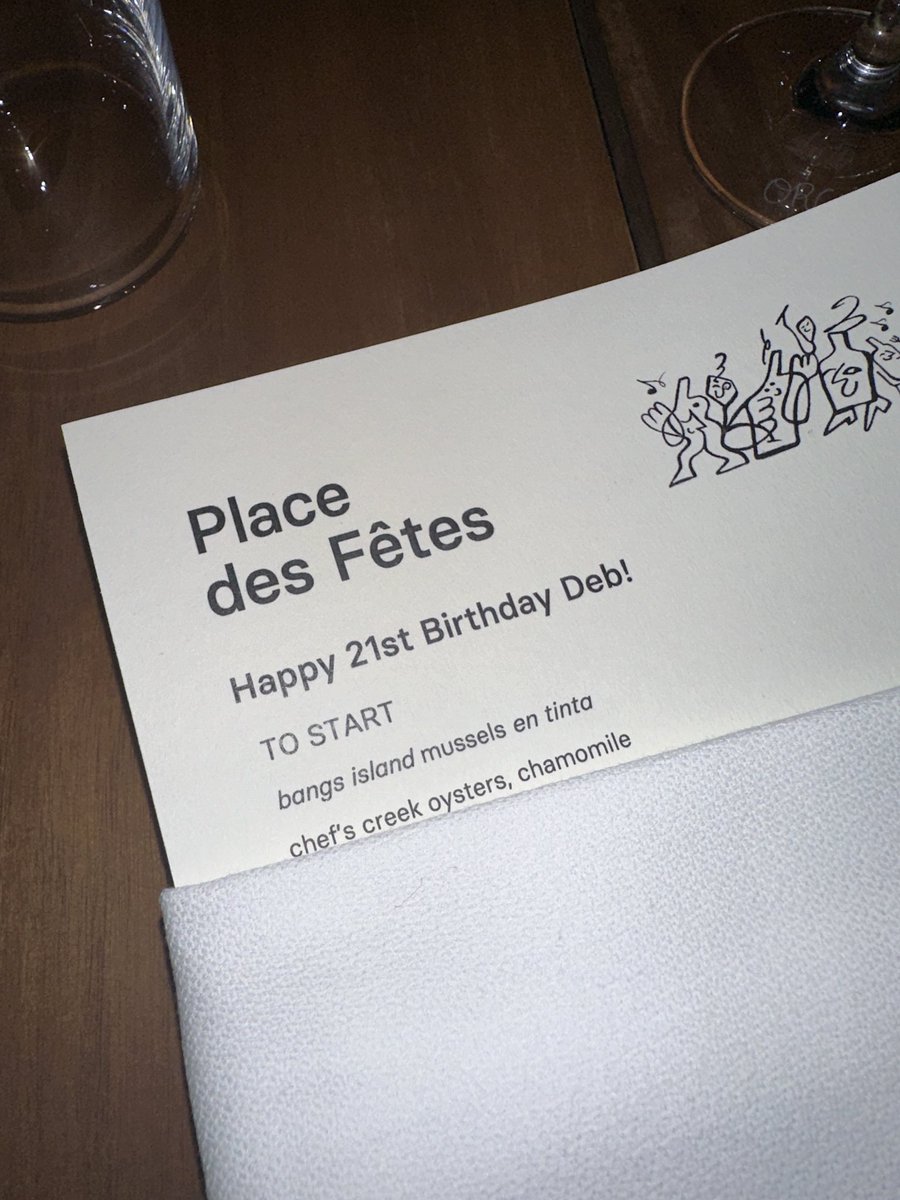 Place
des Fêtes
Happy 21st Birthday Deb!
TO START
bangs island mussels en tinta
chef's creek oysters, chamomile